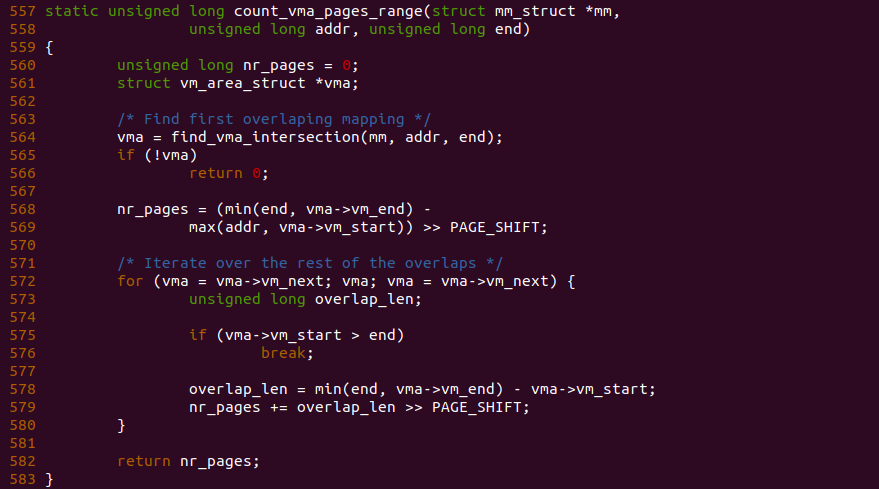 557 static unsigned long count_vma_pages_range(struct mm_struct *mm,
558                 unsigned long addr, unsigned long end)
559 {
560         unsigned long nr_pages = 0;
561         struct vm_area_struct *vma;
562
563         /* Find first overlaping mapping */
564         vma = find_vma_intersection(mm, addr, end);
565         if (!vma)
566                 return 0;
567
568         nr_pages = (min(end, vma->vm_end) -
569                 max(addr, vma->vm_start)) >> PAGE_SHIFT;
570
571         /* Iterate over the rest of the overlaps */
572         for (vma = vma->vm_next; vma; vma = vma->vm_next) {
573                 unsigned long overlap_len;
574
575                 if (vma->vm_start > end)
576                         break;
577
578                 overlap_len = min(end, vma->vm_end) - vma->vm_start;
579                 nr_pages += overlap_len >> PAGE_SHIFT;
580         }
581
582         return nr_pages;
583 }